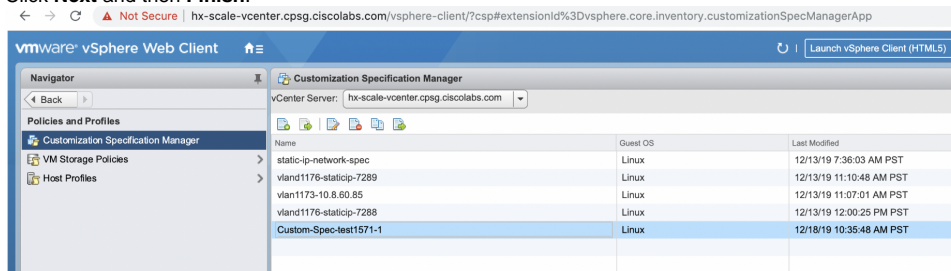 Click Next and then Finish.
Not Secure | hx-scale-vcenter.cpsg.ciscolabs.com/vsphere-client/?csp#extensionId%3Dvsphere.core.inventory.customizationSpecManagerApp
vmware® vSphere Web Client
Launch vSphere Client (HTML5)
Navigator
Customization Specification Manager
Back
vCenter Server: hx-scale-vcenter.cpsg.ciscolabs.com
Policies and Profiles
Customization Specification Manager
VM Storage Policies
Host Profiles
Name Guest OS Last Modified
static-ip-network-spec Linux 12/13/19 7:36:03 AM PST
vland1176-staticip-7289 Linux 12/13/19 11:10:48 AM PST
vlan1173-10.8.60.85 Linux 12/13/19 11:07:01 AM PST
vland1176-staticip-7288 Linux 12/13/19 12:00:25 PM PST
Custom-Spec-test1571-1 Linux 12/18/19 10:35:48 AM PST